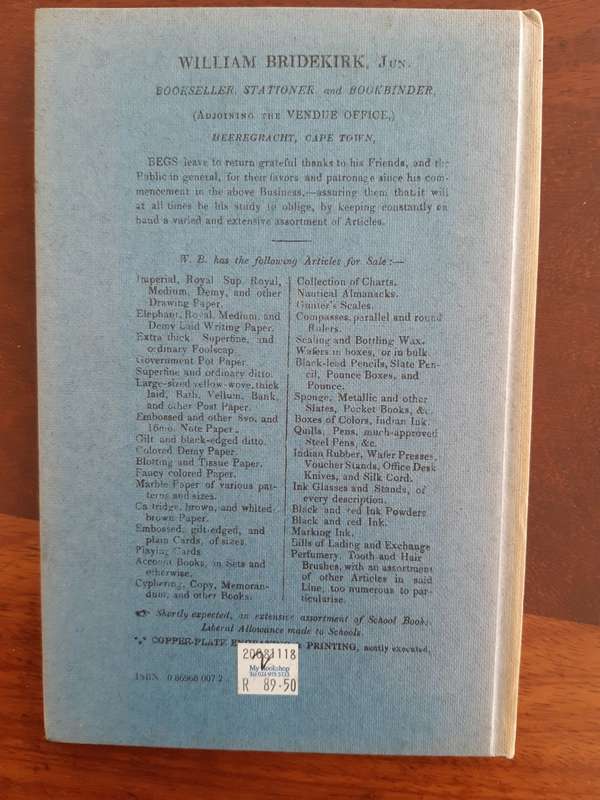 WILLIAM BRIDEKIRK, Jun.
BOOKSELLER, STATIONER and BOOKBINDER,
(ADJOINING THE VENDUE OFFICE,)
HEEREGRACHT, CAPE TOWN,
BEGS leave to return grateful thanks to his Friends, and the
Public in general, for their favors and patronage since his com-
mencement in the above Business,—assuring them that it will
at all times be his study to oblige, by keeping constantly on
hand a varied and extensive assortment of Articles.
W. B. has the following Articles for Sale:—
Imperial, Royal Sup. Royal,
Medium, Demy, and other
Drawing Paper.
Elephant, Royal, Medium, and
Demy Laid Writing Paper.
Extra thick, Superfine, and
ordinary Foolscap.
Government Pot Paper.
Superfine and ordinary ditto.
Large-sized yellow-wove, thick
laid, Bath, Vellum, Bank,
and other Post Paper.
Embossed and other 8vo. and
16mo. Note Paper.
Gilt and black-edged ditto.
Colored Demy Paper.
Blotting and Tissue Paper.
Fancy colored Paper.
Marble Paper of various pat-
terns and sizes.
Cartridge, brown, and whited-
brown Paper.
Embossed, gilt edged, and
plain Cards, of sizes.
Playing Cards
Account Books, in Sets and
otherwise.
Cyphering, Copy, Memoran-
dum, and other Books.
Collection of Charts.
Nautical Almanacks.
Gunter's Scales.
Compasses, parallel and round
Rulers.
Sealing and Bottling Wax.
Wafers in boxes, or in bulk.
Black-lead Pencils, Slate Pen-
cil, Pounce Boxes, and
Pounce.
Sponge, Metallic and other
Slates, Pocket Books, &c.
Boxes of Colors, Indian Ink.
Quills, Pens, much-approved
Steel Pens, &c.
Indian Rubber, Wafer Presses,
Voucher Stands, Office Desk
Knives, and Silk Cord.
Ink Glasses and Stands, of
every description.
Black and red Ink Powders
Black and red Ink.
Marking Ink.
Bills of Lading and Exchange
Perfumery, Tooth and Hair
Brushes, with an assortment
of other Articles in said
Line, too numerous to par-
ticularise.
Shortly expected, an extensive assortment of School Books.
Liberal Allowance made to Schools.
COPPER-PLATE PRINTING, neatly executed.
20081118
My Bookshop
R 89.50
ISBN 0 86960 007 2